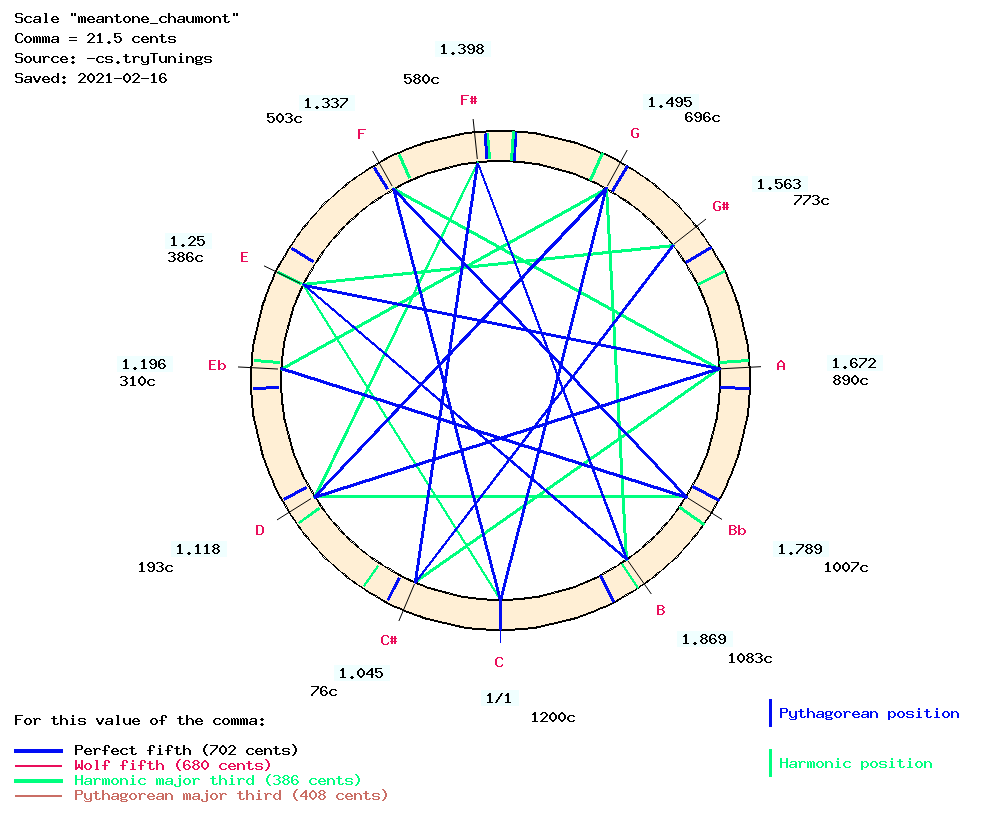 Scale "meantone_chaumont"
Comma = 21.5 cents
Source: -cs.tryTunings
Saved: 2021-02-16
1.398
580c
F#
1.337
503c
F
1.495
696c
G
1.563
773c
G#
1.25
386c
E
1.196
310c
Eb
A
1.672
890c
D
1.118
193c
Bb
1.789
1007c
B
1.869
1083c
C#
1.045
76c
C
1/1
1200c
For this value of the comma:
Perfect fifth (702 cents)
Wolf fifth (680 cents)
Harmonic major third (386 cents)
Pythagorean major third (408 cents)
Pythagorean position
Harmonic position